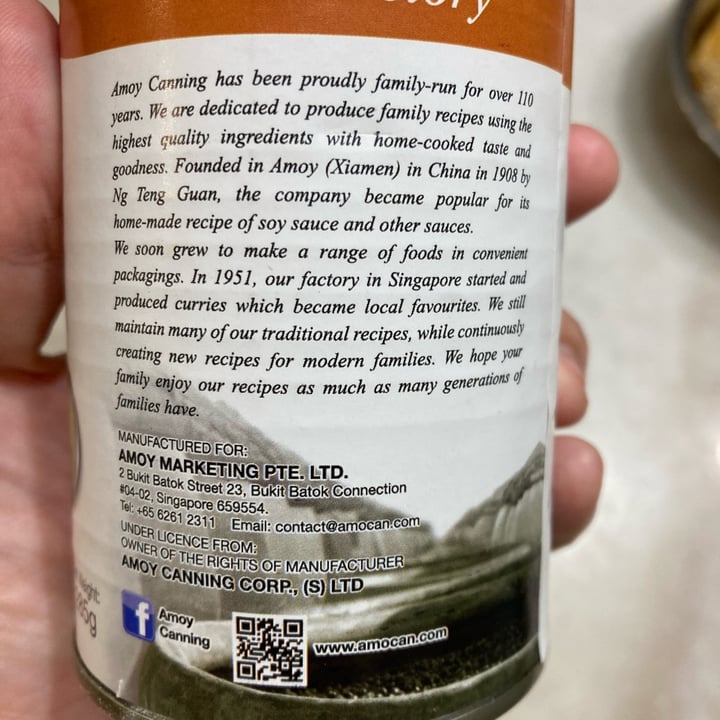 Amoy Canning has been proudly family-run for over 110
years. We are dedicated to produce family recipes using the
highest quality ingredients with home-cooked taste and
goodness. Founded in Amoy (Xiamen) in China in 1908 by
Ng Teng Guan, the company became popular for its
home-made recipe of soy sauce and other sauces.
We soon grew to make a range of foods in convenient
packagings. In 1951, our factory in Singapore started and
produced curries which became local favourites. We still
maintain many of our traditional recipes, while continuously
creating new recipes for modern families. We hope your
family enjoy our recipes as much as many generations of
families have.
MANUFACTURED FOR:
AMOY MARKETING PTE. LTD.
2 Bukit Batok Street 23, Bukit Batok Connection
#04-02, Singapore 659554.
Tel: +65 6261 2311 Email: contact@amocan.com
UNDER LICENCE FROM:
OWNER OF THE RIGHTS OF MANUFACTURER
AMOY CANNING CORP., (S) LTD
f Amoy
Canning
www.amocan.com